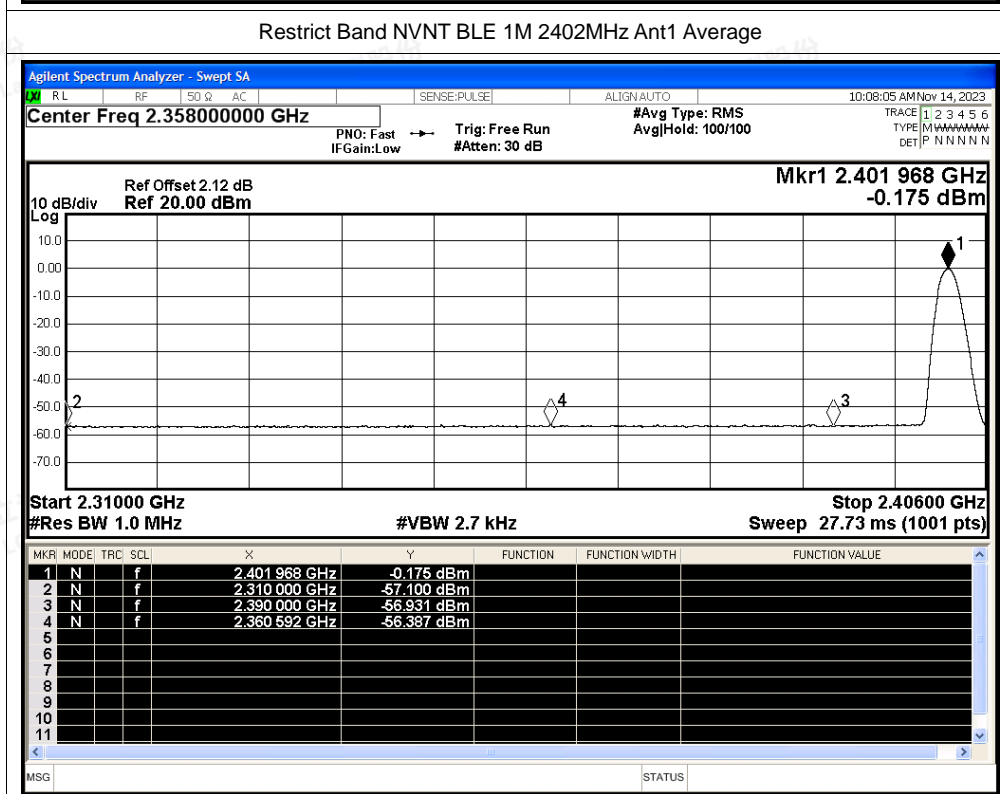 Restrict Band NVNT BLE 1M 2402MHz Ant1 Average
Agilent Spectrum Analyzer - Swept SA
LXI RL RF 50 Ω AC SENSE:PULSE ALIGN AUTO 10:08:05 AM Nov 14, 2023
Center Freq 2.358000000 GHz #Avg Type: RMS TRACE 1 2 3 4 5 6
PNO: Fast Trig: Free Run Avg|Hold: 100/100 TYPE M
IFGain:Low #Atten: 30 dB DET P N N N N N
Mkr1 2.401 968 GHz
Ref Offset 2.12 dB
10 dB/div Ref 20.00 dBm -0.175 dBm
Log
10.0
1
0.00
-10.0
-20.0
-30.0
-40.0
-50.0
2 4 3
-60.0
-70.0
Start 2.31000 GHz Stop 2.40600 GHz
#Res BW 1.0 MHz #VBW 2.7 kHz Sweep 27.73 ms (1001 pts)
MKR MODE TRC SCL X Y FUNCTION FUNCTION WIDTH FUNCTION VALUE
1 N f 2.401 968 GHz -0.175 dBm
2 N f 2.310 000 GHz -57.100 dBm
3 N f 2.390 000 GHz -56.931 dBm
4 N f 2.360 592 GHz -56.387 dBm
5
6
7
8
9
10
11
MSG STATUS